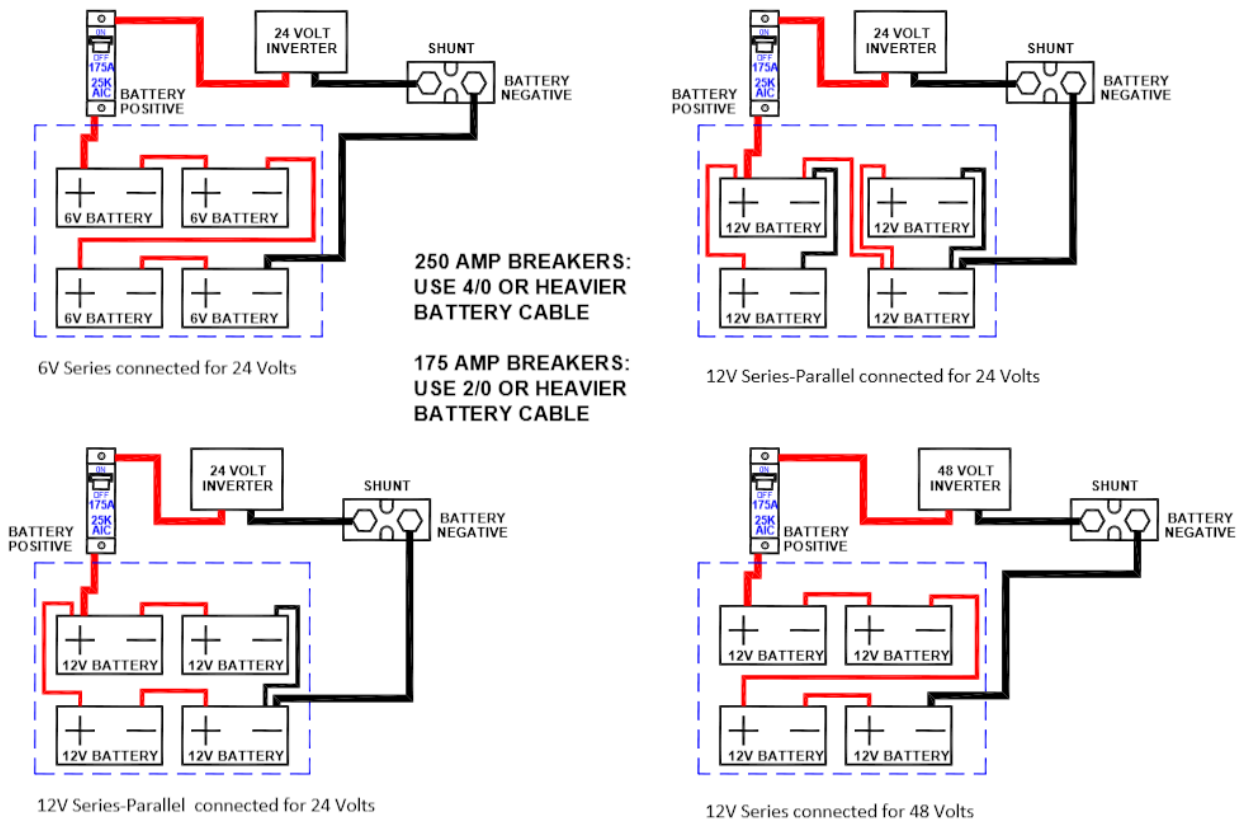 ON
OFF
175A
25K
AIC
BATTERY
POSITIVE
24 VOLT
INVERTER
SHUNT
BATTERY
NEGATIVE
+ −
6V BATTERY
+ −
6V BATTERY
+ −
6V BATTERY
+ −
6V BATTERY
6V Series connected for 24 Volts
250 AMP BREAKERS:
USE 4/0 OR HEAVIER
BATTERY CABLE
175 AMP BREAKERS:
USE 2/0 OR HEAVIER
BATTERY CABLE
ON
OFF
175A
25K
AIC
BATTERY
POSITIVE
24 VOLT
INVERTER
SHUNT
BATTERY
NEGATIVE
+ −
12V BATTERY
+ −
12V BATTERY
+ −
12V BATTERY
+ −
12V BATTERY
12V Series-Parallel connected for 24 Volts
ON
OFF
175A
25K
AIC
BATTERY
POSITIVE
24 VOLT
INVERTER
SHUNT
BATTERY
NEGATIVE
+ −
12V BATTERY
+ −
12V BATTERY
+ −
12V BATTERY
+ −
12V BATTERY
12V Series-Parallel connected for 24 Volts
ON
OFF
175A
25K
AIC
BATTERY
POSITIVE
48 VOLT
INVERTER
SHUNT
BATTERY
NEGATIVE
+ −
12V BATTERY
+ −
12V BATTERY
+ −
12V BATTERY
+ −
12V BATTERY
12V Series connected for 48 Volts